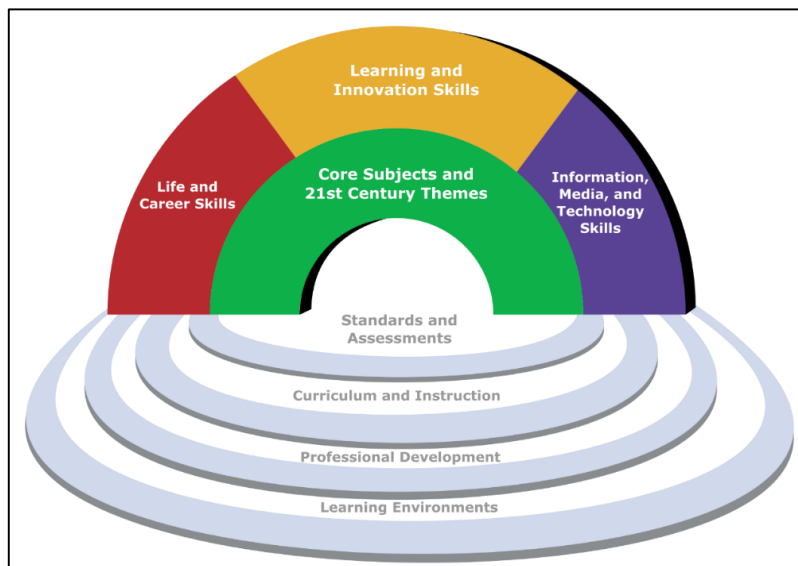 Learning and
Innovation Skills
Core Subjects and
21st Century Themes
Life and
Career Skills
Information,
Media, and
Technology
Skills
Standards and
Assessments
Curriculum and Instruction
Professional Development
Learning Environments